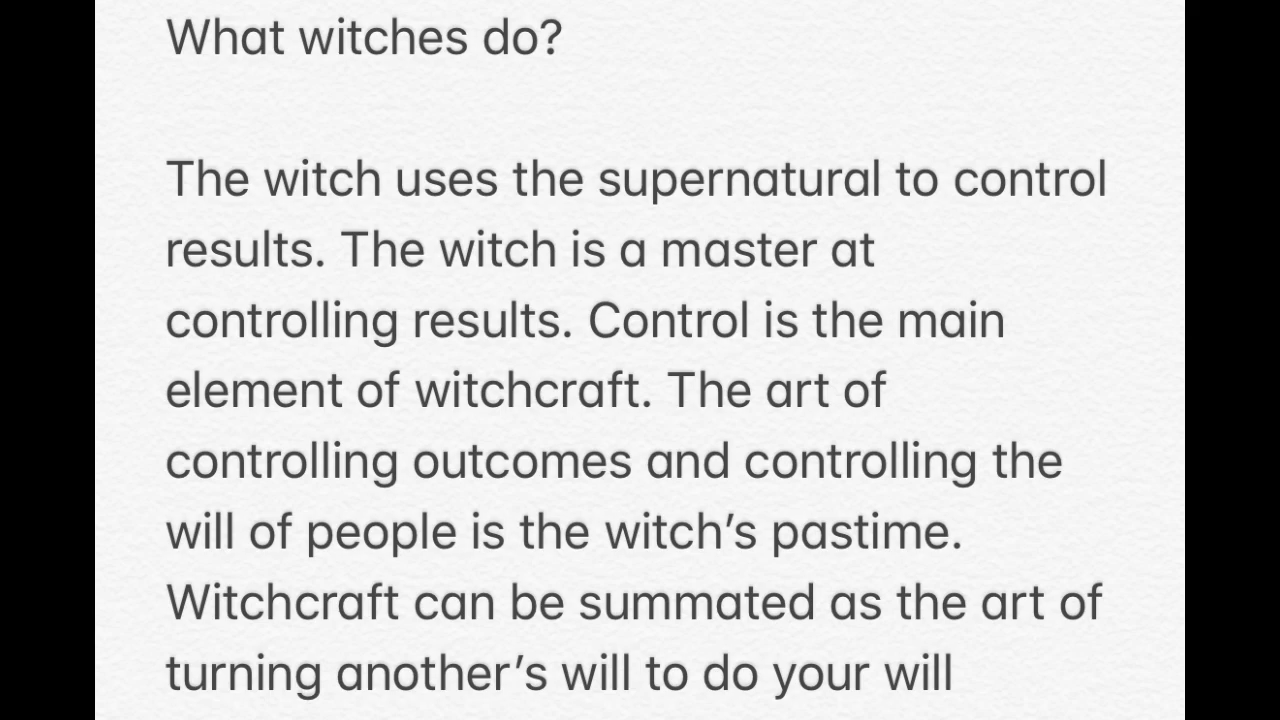 What witches do?
The witch uses the supernatural to control
results. The witch is a master at
controlling results. Control is the main
element of witchcraft. The art of
controlling outcomes and controlling the
will of people is the witch’s pastime.
Witchcraft can be summated as the art of
turning another’s will to do your will